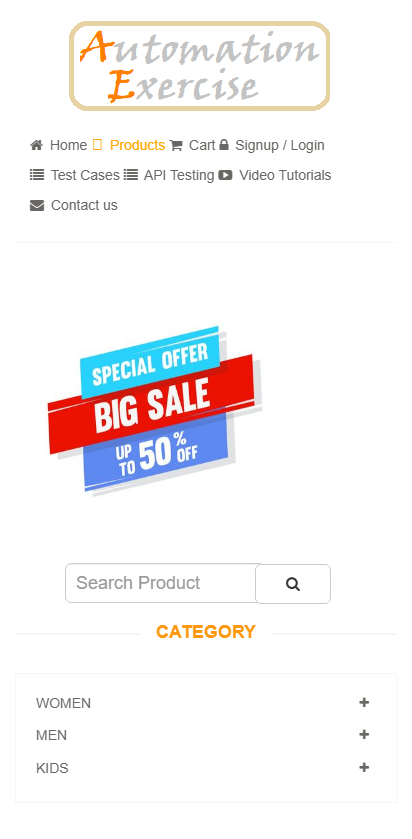 Automation
Exercise
Home Products Cart Signup / Login
Test Cases API Testing Video Tutorials
Contact us
SPECIAL OFFER
BIG SALE
UP TO 50% OFF
Search Product
CATEGORY
WOMEN
MEN
KIDS